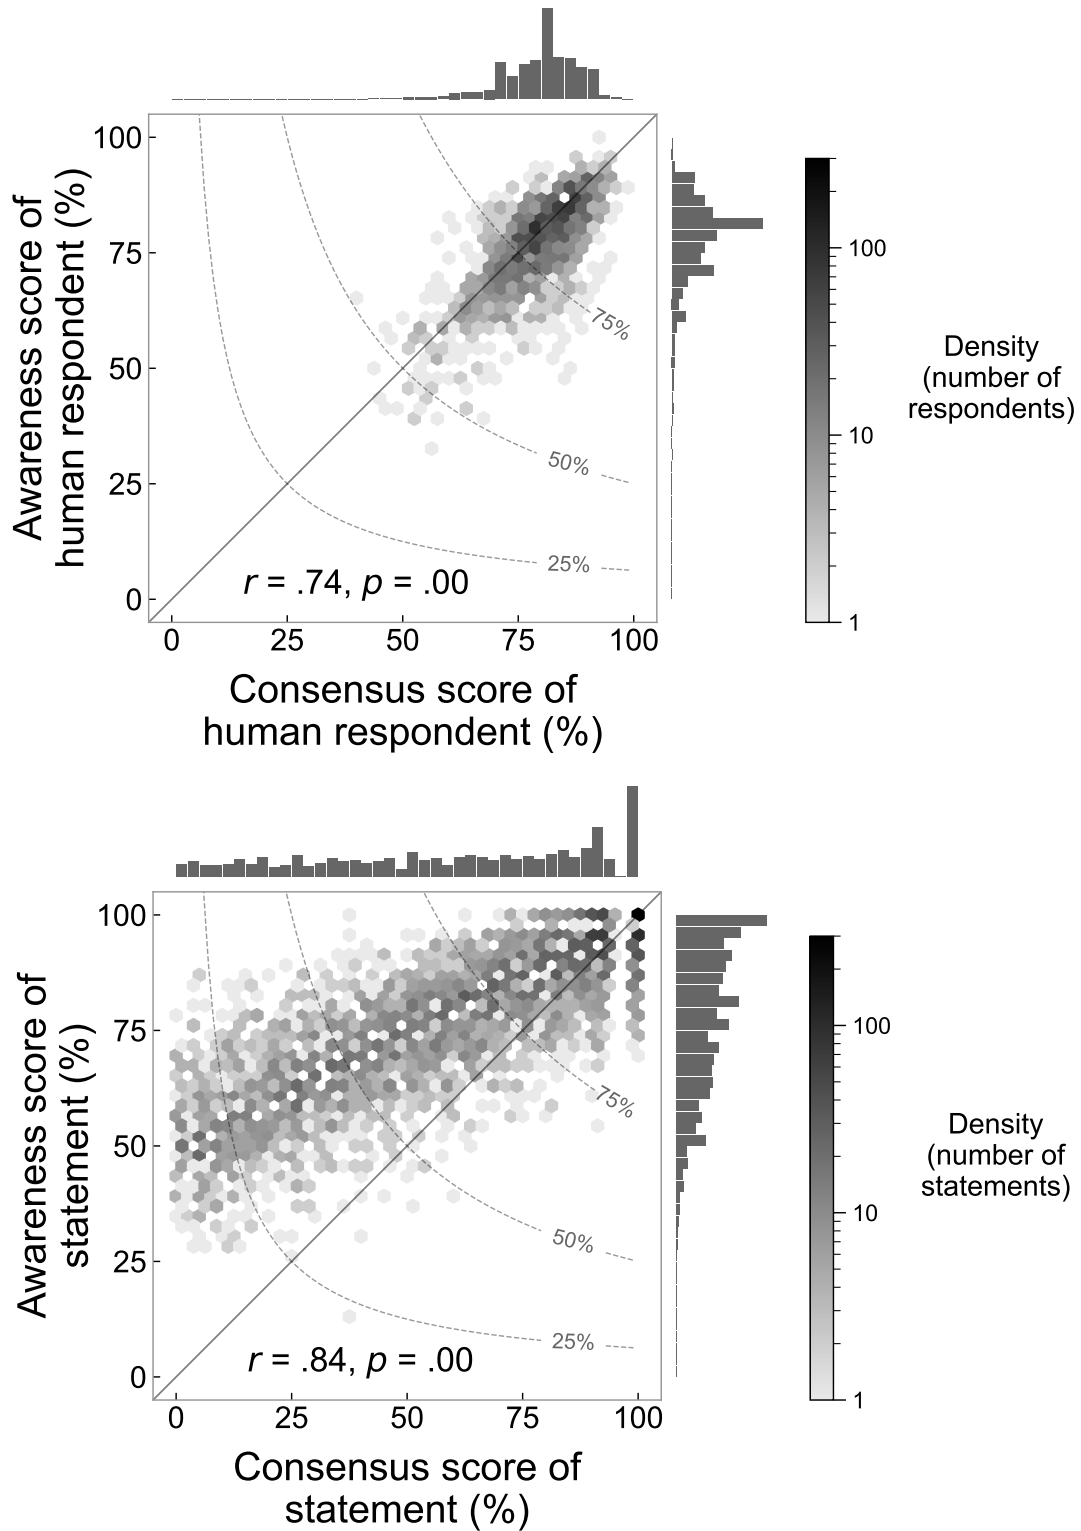 100
75
50
25
0
Awareness score of
human respondent (%)
75%
50%
25%
r = .74, p = .00
0 25 50 75 100
Consensus score of
human respondent (%)
100
10
1
Density
(number of
respondents)
100
75
50
25
0
Awareness score of
statement (%)
75%
50%
25%
r = .84, p = .00
0 25 50 75 100
Consensus score of
statement (%)
100
10
1
Density
(number of
statements)